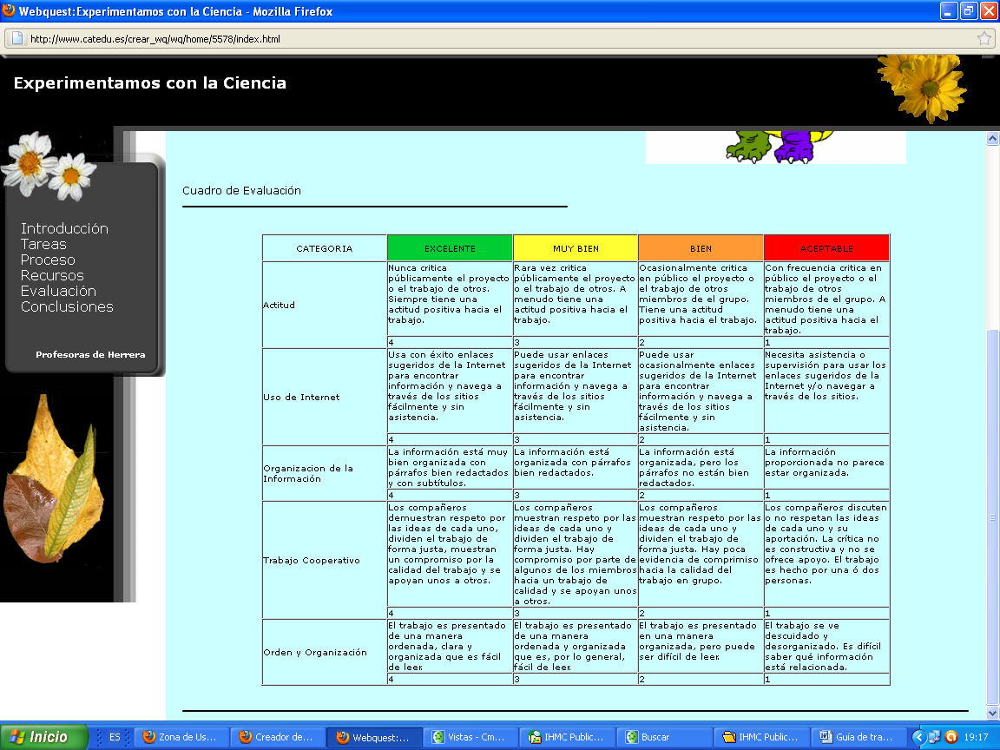 Webquest:Experimentamos con la Ciencia - Mozilla Firefox
http://www.catedu.es/crear_wq/wq/home/5578/index.html
Experimentamos con la Ciencia
Introducción
Tareas
Proceso
Recursos
Evaluación
Conclusiones
Profesoras de Herrera
Cuadro de Evaluación
CATEGORIA
EXCELENTE
MUY BIEN
BIEN
ACEPTABLE
Actitud
Nunca critica
públicamente el proyecto
o el trabajo de otros.
Siempre tiene una
actitud positiva hacia el
trabajo.
Rara vez critica
públicamente el proyecto
o el trabajo de otros. A
menudo tiene una
actitud positiva hacia el
trabajo.
Ocasionalmente critica
en público el proyecto o
el trabajo de otros
miembros de el grupo.
Tiene una actitud
positiva hacia el trabajo.
Con frecuencia critica en
público el proyecto o el
trabajo de otros
miembros de el grupo. A
menudo tiene una
actitud positiva hacia el
trabajo.
4
3
2
1
Uso de Internet
Usa con éxito enlaces
sugeridos de la Internet
para encontrar
información y navega a
través de los sitios
fácilmente y sin
asistencia.
Puede usar enlaces
sugeridos de la Internet
para encontrar
información y navega a
través de los sitios
fácilmente y sin
asistencia.
Puede usar
ocasionalmente enlaces
sugeridos de la Internet
para encontrar
información y navega a
través de los sitios
fácilmente y sin
asistencia.
Necesita asistencia o
supervisión para usar los
enlaces sugeridos de la
Internet y/o navegar a
través de los sitios.
4
3
2
1
Organizacion de la
Información
La información está muy
bien organizada con
párrafos bien redactados
y con subtítulos.
La información está
organizada con párrafos
bien redactados.
La información está
organizada, pero los
párrafos no están bien
redactados.
La información
proporcionada no parece
estar organizada.
4
3
2
1
Trabajo Cooperativo
Los compañeros
demuestran respeto por
las ideas de cada uno,
dividen el trabajo de
forma justa, muestran
un compromiso por la
calidad del trabajo y se
apoyan unos a otros.
Los compañeros
muestran respeto por las
ideas de cada uno y
dividen el trabajo de
forma justa. Hay
compromiso por parte de
algunos de los miembros
hacia un trabajo de
calidad y se apoyan unos
a otros.
Los compañeros
muestran respeto por las
ideas de cada uno y
dividen el trabajo de
forma justa. Hay poca
evidencia de comprimiso
hacia la calidad del
trabajo en grupo.
Los compañeros discuten
o no respetan las ideas
de cada uno y su
aportación. La crítica no
es constructiva y no se
ofrece apoyo. El trabajo
es hecho por una ó dos
personas.
4
3
2
1
Orden y Organización
El trabajo es presentado
de una manera
ordenada, clara y
organizada que es fácil
de leer.
El trabajo es presentado
de una manera
ordenada y organizada
que es, por lo general,
fácil de leer.
El trabajo es presentado
en una manera
organizada, pero puede
ser difícil de leer.
El trabajo se ve
descuidado y
desorganizado. Es difícil
saber qué información
está relacionada.
4
3
2
1
Inicio
ES
Zona de Us...
Creador de...
Webquest:...
Vistas - Cm...
IHMC Public...
Buscar
IHMC Public...
Guía de tra...
19:17